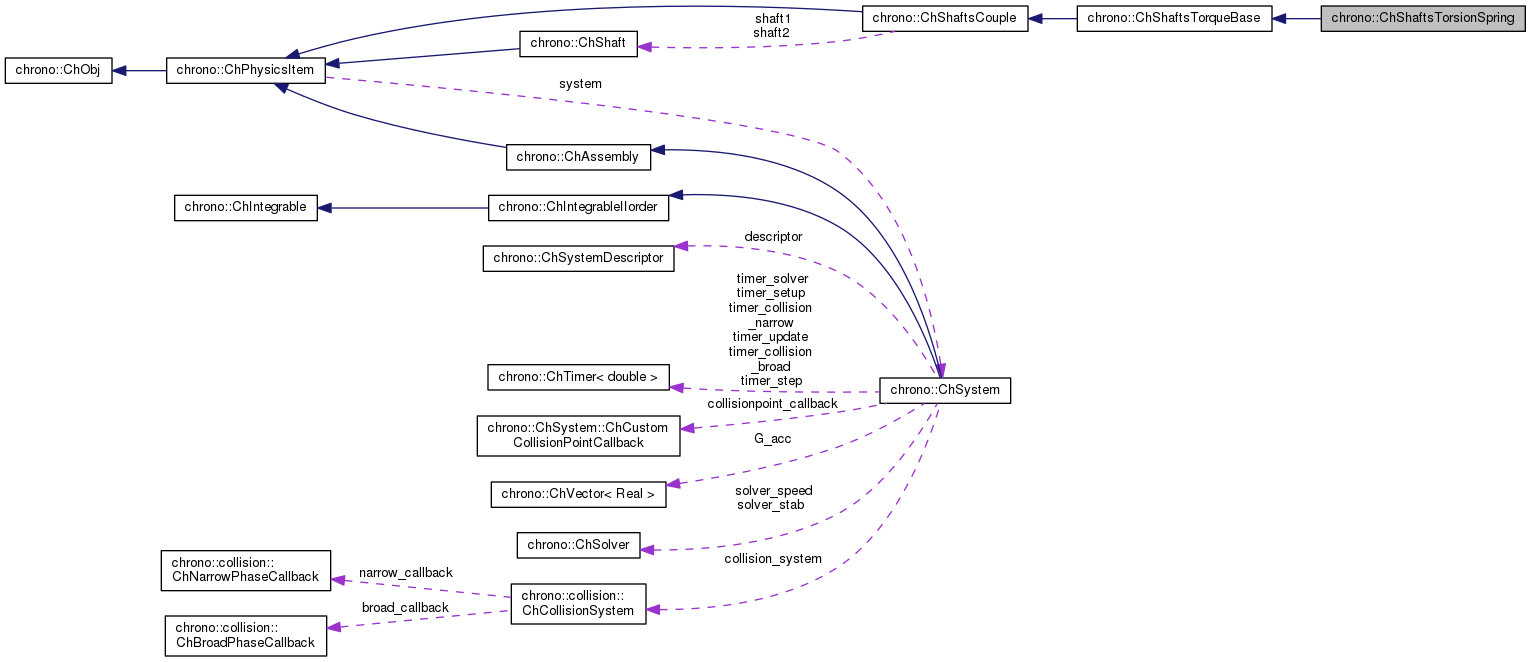 chrono::ChShaftsCouple
chrono::ChShaftsTorqueBase
chrono::ChShaftsTorsionSpring
shaft1
shaft2
chrono::ChShaft
chrono::ChObj
chrono::ChPhysicsItem
system
chrono::ChAssembly
chrono::ChIntegrable
chrono::ChIntegrableIIorder
descriptor
chrono::ChSystemDescriptor
timer_solver
timer_setup
timer_collision
_narrow
timer_update
timer_collision
_broad
timer_step
chrono::ChTimer< double >
chrono::ChSystem
collisionpoint_callback
chrono::ChSystem::ChCustom
CollisionPointCallback
G_acc
chrono::ChVector< Real >
solver_speed
solver_stab
chrono::ChSolver
collision_system
chrono::collision::
ChNarrowPhaseCallback
narrow_callback
chrono::collision::
ChCollisionSystem
broad_callback
chrono::collision::
ChBroadPhaseCallback